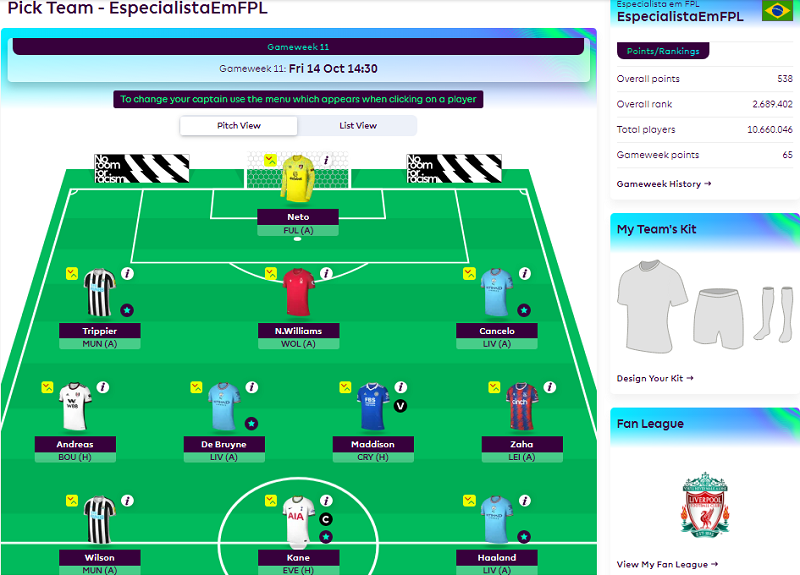 Pick Team - EspecialistaEmFPL
Gameweek 11
Gameweek 11: Fri 14 Oct 14:30
To change your captain use the menu which appears when clicking on a player
Pitch View
List View
No room for racism
No room for racism
Neto
FUL (A)
Trippier
MUN (A)
N.Williams
WOL (A)
Cancelo
LIV (A)
Andreas
BOU (H)
De Bruyne
LIV (A)
V
Maddison
CRY (H)
Zaha
LEI (A)
Wilson
MUN (A)
AIA
C
Kane
EVE (H)
Haaland
LIV (A)
Especialista em FPL
EspecialistaEmFPL
Points/Rankings
Overall points 538
Overall rank 2.689.402
Total players 10.660.046
Gameweek points 65
Gameweek History →
My Team's Kit
Design Your Kit →
Fan League
LIVERPOOL
View My Fan League →